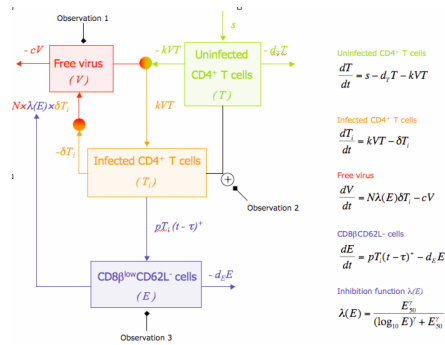 Observation 1
s
- cV
Free virus
(V)
- kVT
Uninfected
CD4⁺ T cells
(T)
- d_T T
N×λ(E)×δT_i
kVT
-δT_i
Infected CD4⁺ T cells
(T_i)
Observation 2
pT_i(t - τ)⁺
CD8β^low CD62L⁻ cells
(E)
- d_E E
Observation 3
Uninfected CD4⁺ T cells
dT/dt = s - d_T T - kVT
Infected CD4⁺ T cells
dT_i/dt = kVT - δT_i
Free virus
dV/dt = Nλ(E)δT_i - cV
CD8βCD62L- cells
dE/dt = pT_i(t - τ)⁺ - d_E E
Inhibition function λ(E)
λ(E) = E₅₀^γ / ((log₁₀ E)^γ + E₅₀^γ)